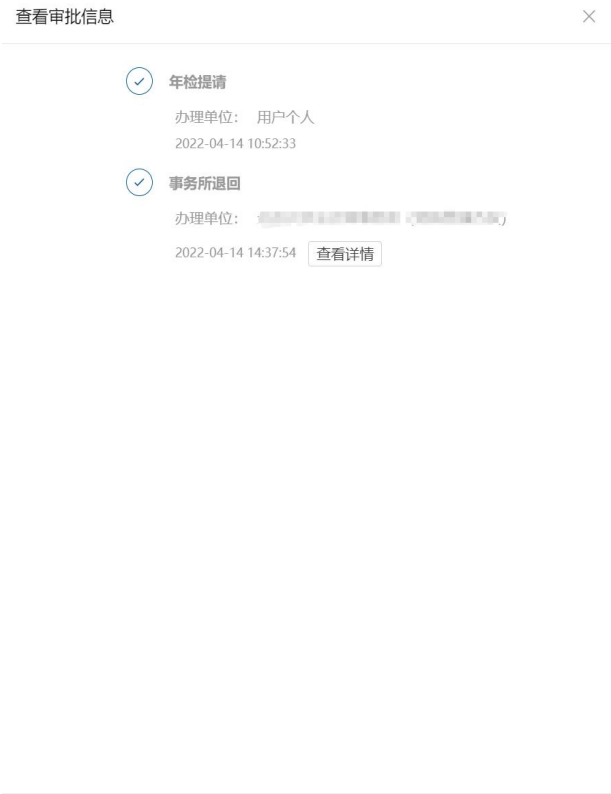 查看审批信息
年检提请
办理单位： 用户个人
2022-04-14 10:52:33
事务所退回
办理单位：
2022-04-14 14:37:54 查看详情